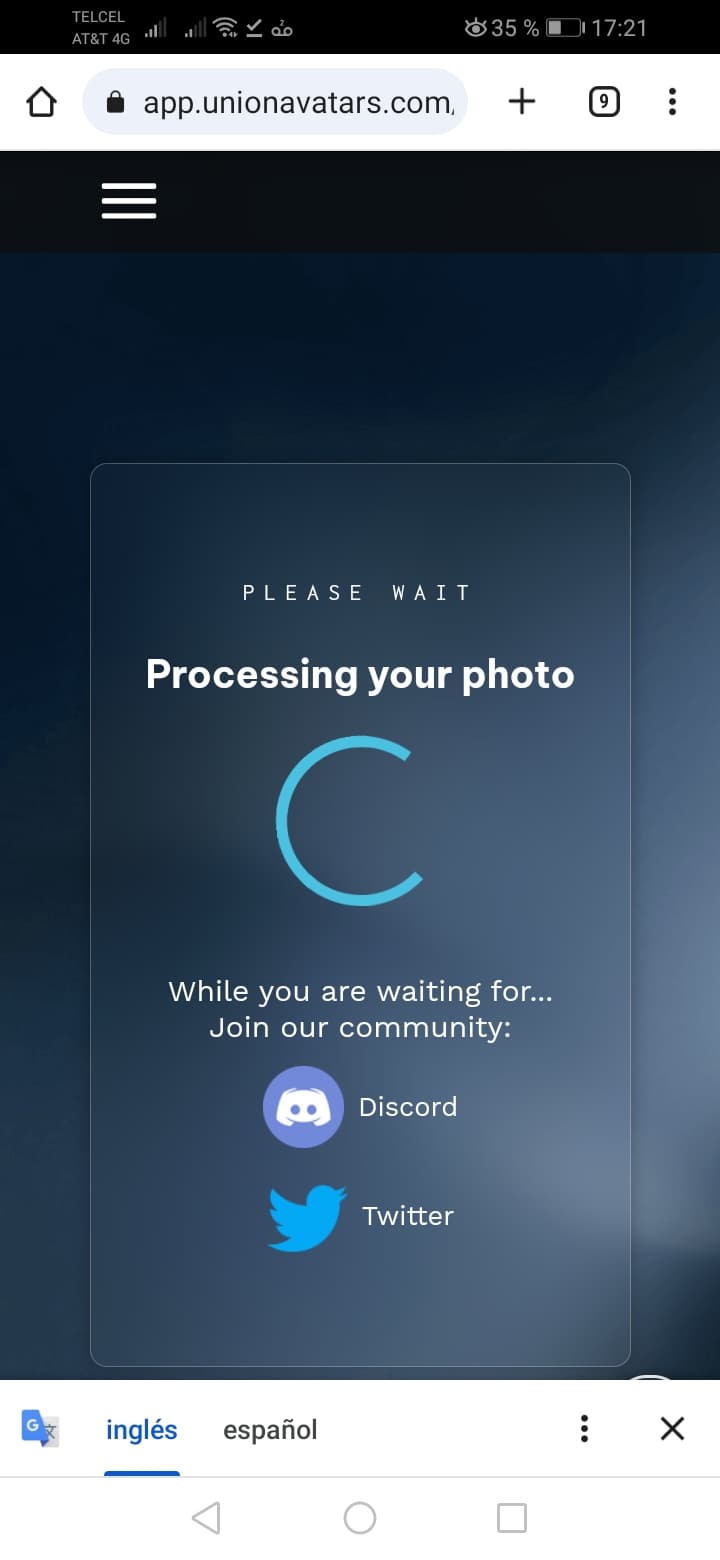 TELCEL
AT&T 4G
35 %
17:21
app.unionavatars.com
9
PLEASE WAIT
Processing your photo
While you are waiting for...
Join our community:
Discord
Twitter
inglés español